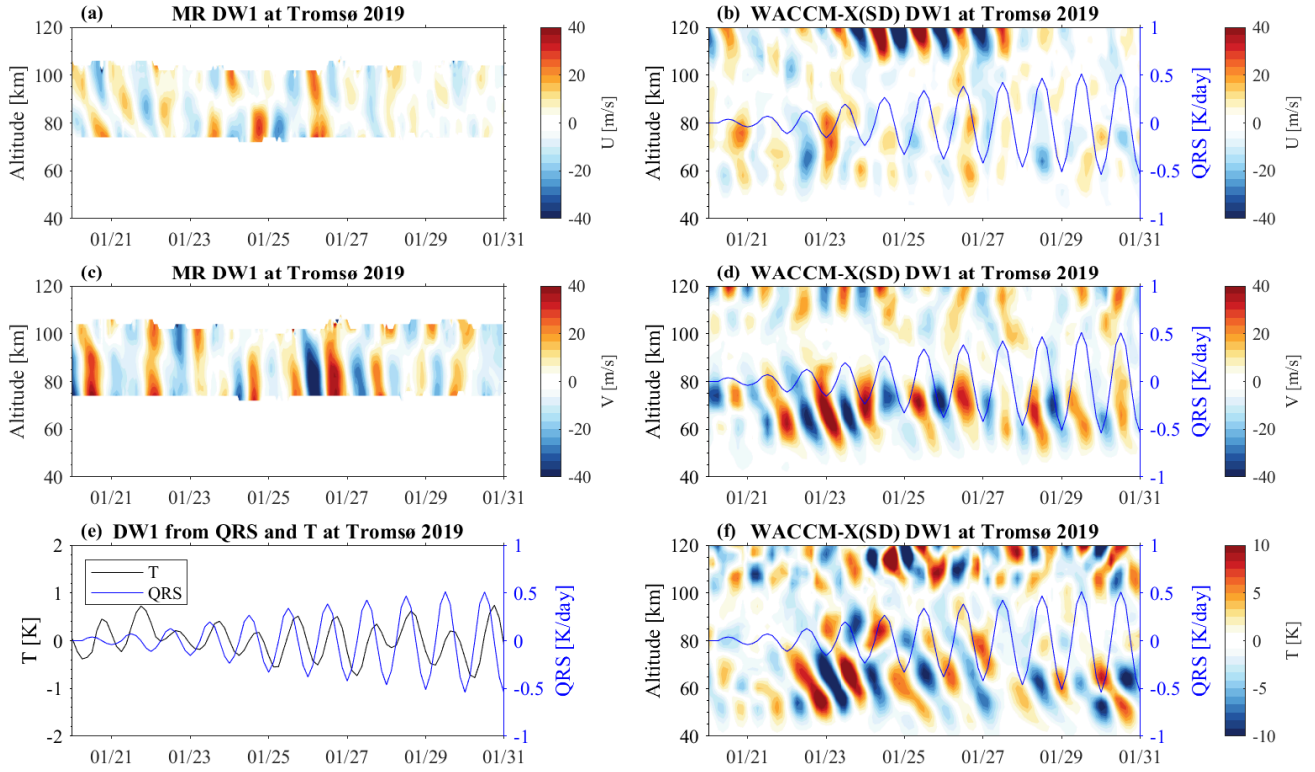 (a) MR DW1 at Tromsø 2019
120
100
80
60
40
Altitude [km]
01/21 01/23 01/25 01/27 01/29 01/31
40
20
0
-20
-40
U [m/s]
(b) WACCM-X(SD) DW1 at Tromsø 2019
120
100
80
60
40
Altitude [km]
01/21 01/23 01/25 01/27 01/29 01/31
1
0.5
0
-0.5
-1
QRS [K/day]
40
20
0
-20
-40
U [m/s]
(c) MR DW1 at Tromsø 2019
120
100
80
60
40
Altitude [km]
01/21 01/23 01/25 01/27 01/29 01/31
40
20
0
-20
-40
V [m/s]
(d) WACCM-X(SD) DW1 at Tromsø 2019
120
100
80
60
40
Altitude [km]
01/21 01/23 01/25 01/27 01/29 01/31
1
0.5
0
-0.5
-1
QRS [K/day]
40
20
0
-20
-40
V [m/s]
(e) DW1 from QRS and T at Tromsø 2019
2
1
0
-1
-2
T [K]
T
QRS
01/21 01/23 01/25 01/27 01/29 01/31
1
0.5
0
-0.5
-1
QRS [K/day]
(f) WACCM-X(SD) DW1 at Tromsø 2019
120
100
80
60
40
Altitude [km]
01/21 01/23 01/25 01/27 01/29 01/31
1
0.5
0
-0.5
-1
QRS [K/day]
10
5
0
-5
-10
T [K]